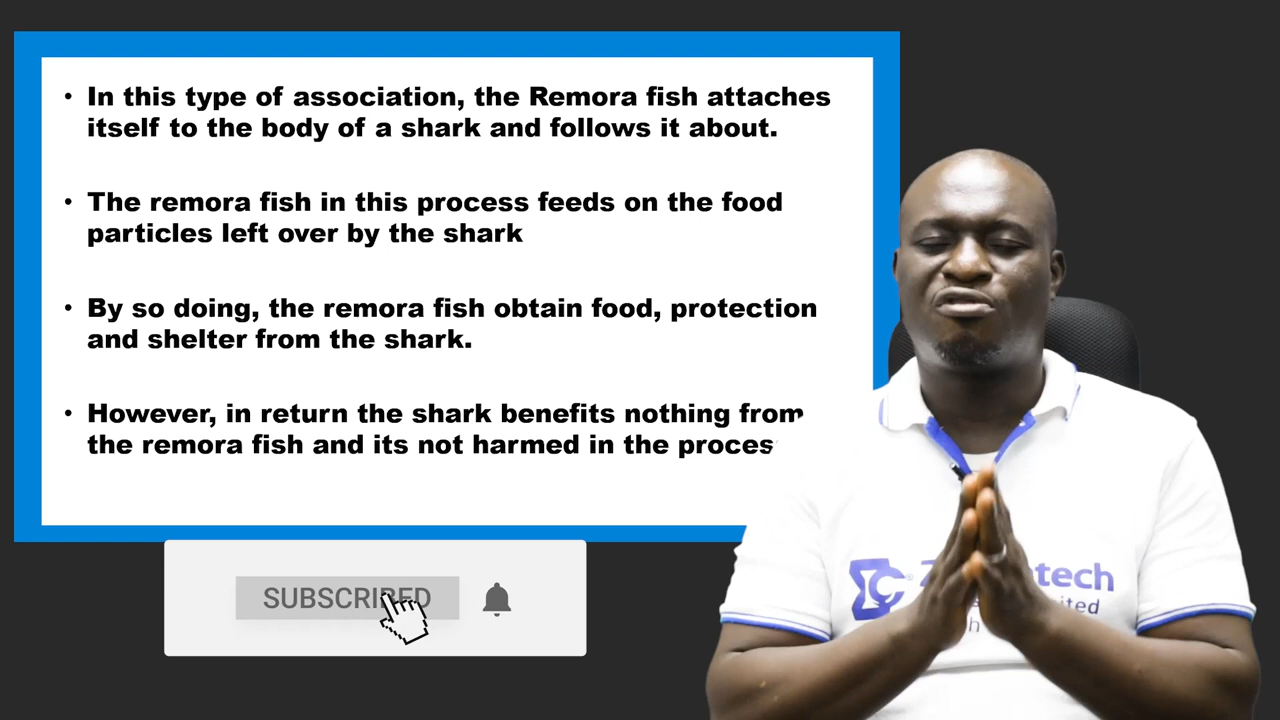 • In this type of association, the Remora fish attaches
itself to the body of a shark and follows it about.
• The remora fish in this process feeds on the food
particles left over by the shark
• By so doing, the remora fish obtain food, protection
and shelter from the shark.
• However, in return the shark benefits nothing from
the remora fish and its not harmed in the proces
SUBSCRIBED